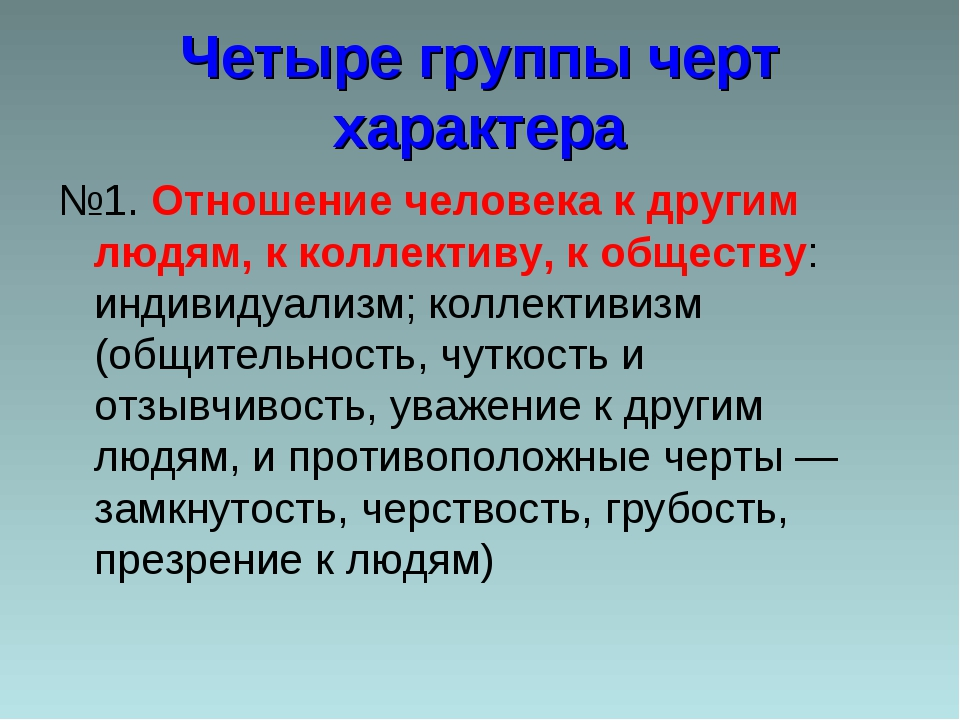 Четыре группы черт
характера
№1. Отношение человека к другим
людям, к коллективу, к обществу:
индивидуализм; коллективизм
(общительность, чуткость и
отзывчивость, уважение к другим
людям, и противоположные черты —
замкнутость, черствость, грубость,
презрение к людям)